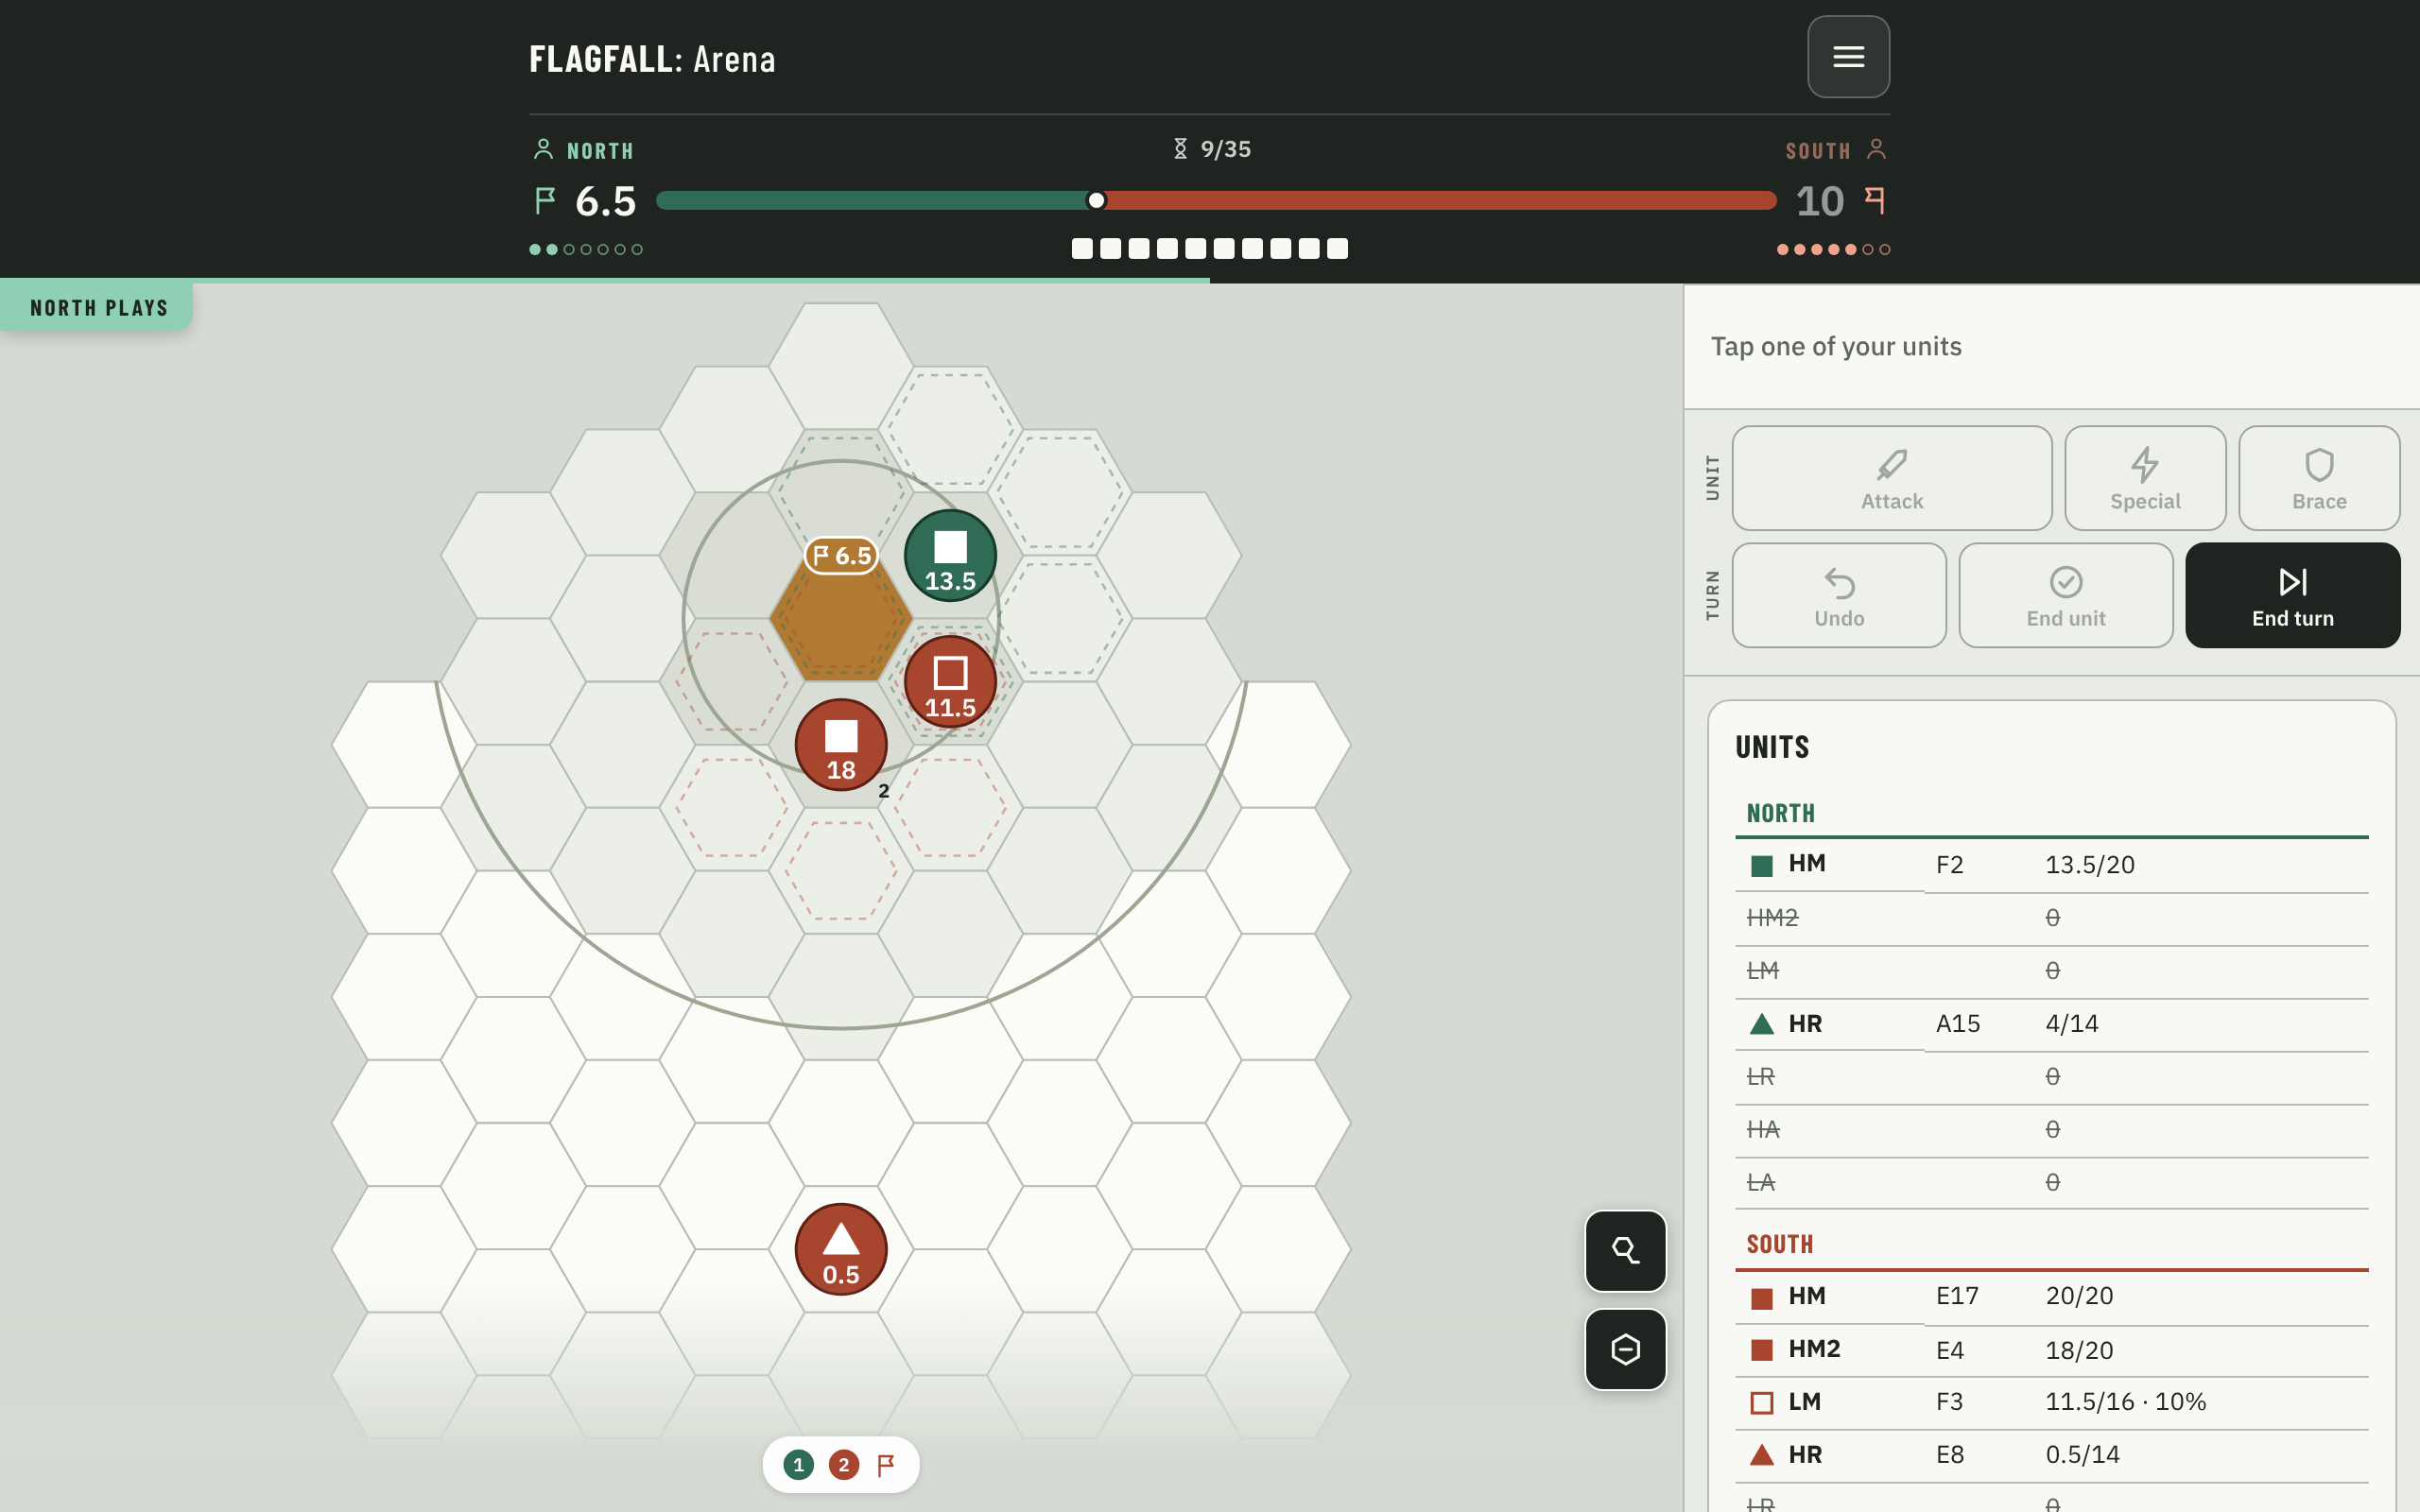 FLAGFALL: Arena
NORTH
9/35
SOUTH
6.5
10
NORTH PLAYS
6.5
13.5
11.5
18
2
0.5
1
2
Tap one of your units
UNIT
Attack
Special
Brace
TURN
Undo
End unit
End turn
UNITS
NORTH
HM F2 13.5/20
HM2 0
LM 0
HR A15 4/14
LR 0
HA 0
LA 0
SOUTH
HM E17 20/20
HM2 E4 18/20
LM F3 11.5/16 · 10%
HR E8 0.5/14
LR 0